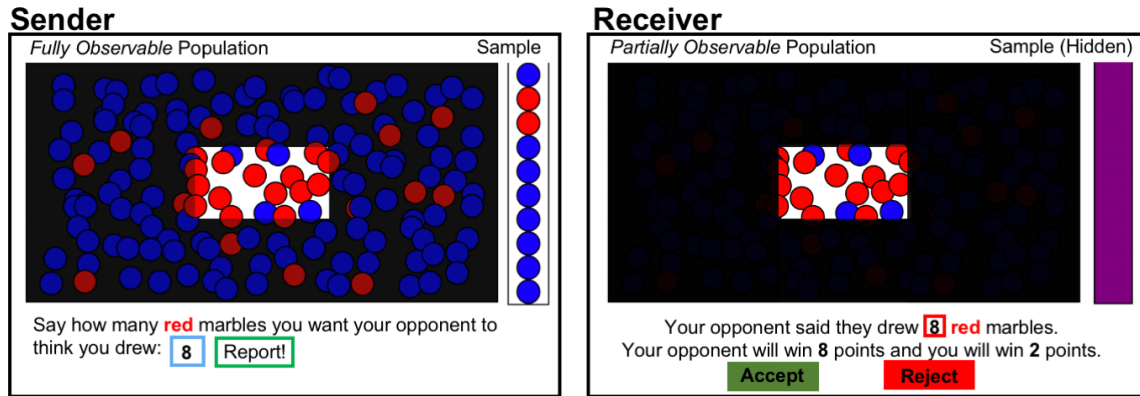 Sender
Fully Observable Population
Sample
Say how many red marbles you want your opponent to
think you drew: 8 Report!
Receiver
Partially Observable Population
Sample (Hidden)
Your opponent said they drew 8 red marbles.
Your opponent will win 8 points and you will win 2 points.
Accept
Reject